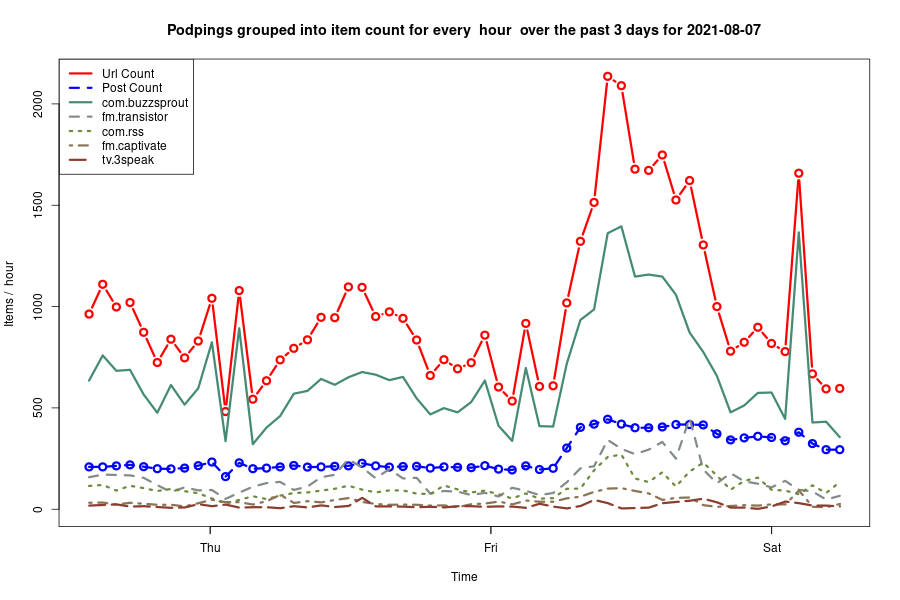 Podpings grouped into item count for every  hour  over the past 3 days for 2021-08-07
Url Count
Post Count
com.buzzsprout
fm.transistor
com.rss
fm.captivate
tv.3speak
2000
1500
1000
500
0
Items /  hour
Thu
Fri
Sat
Time